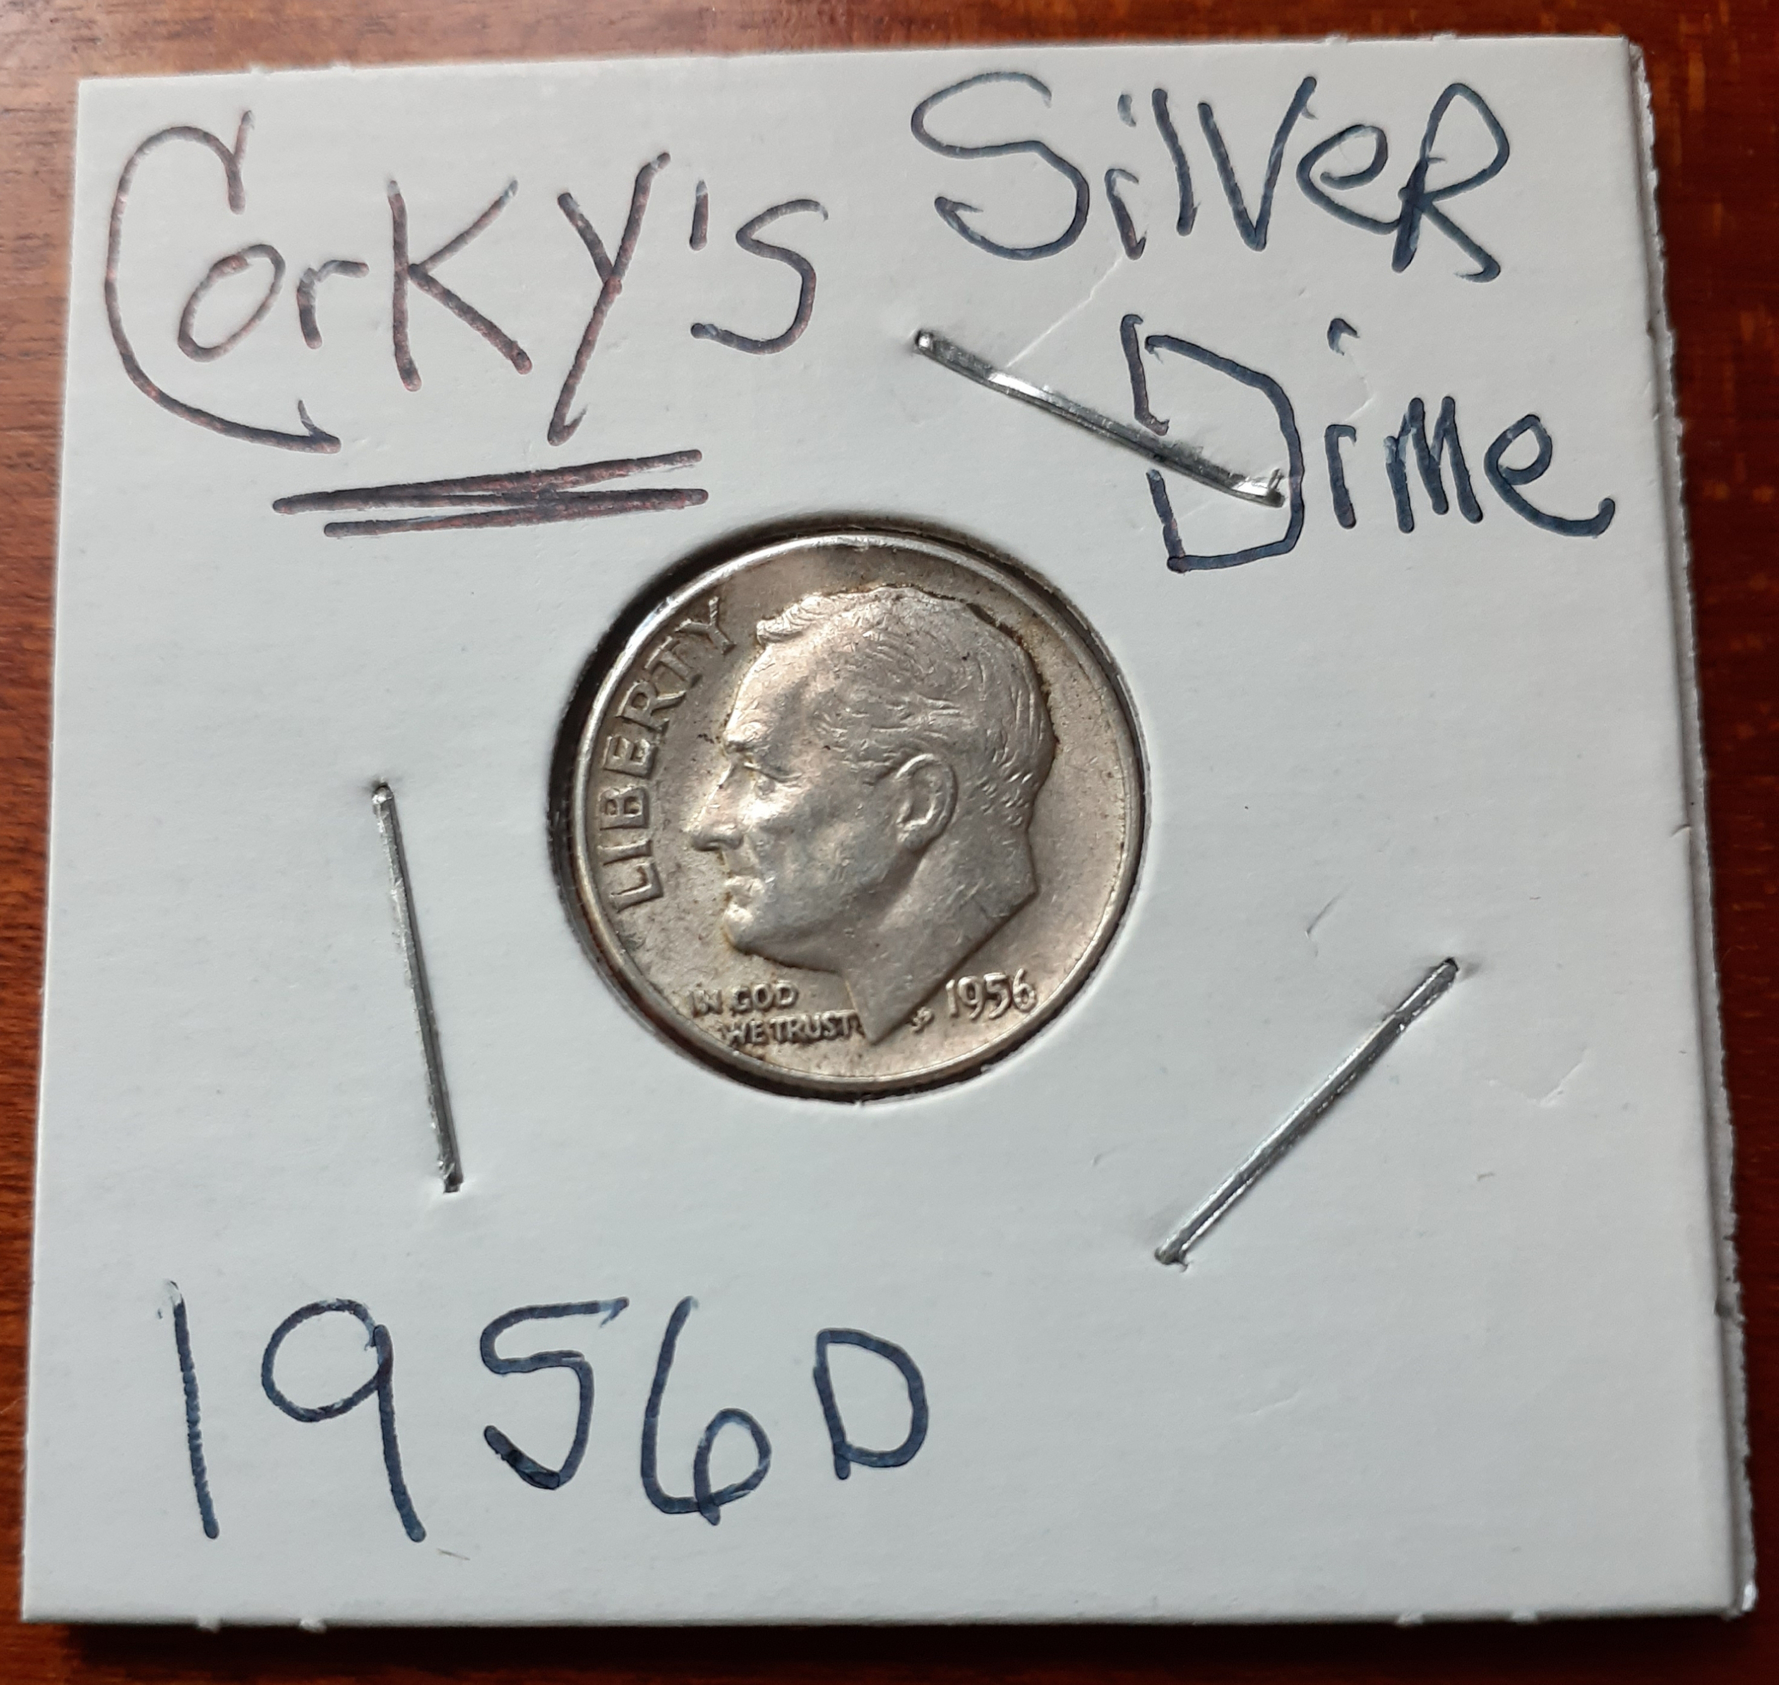 Corky's
Silver
Dime
LIBERTY
IN GOD
WE TRUST
1956
1956D